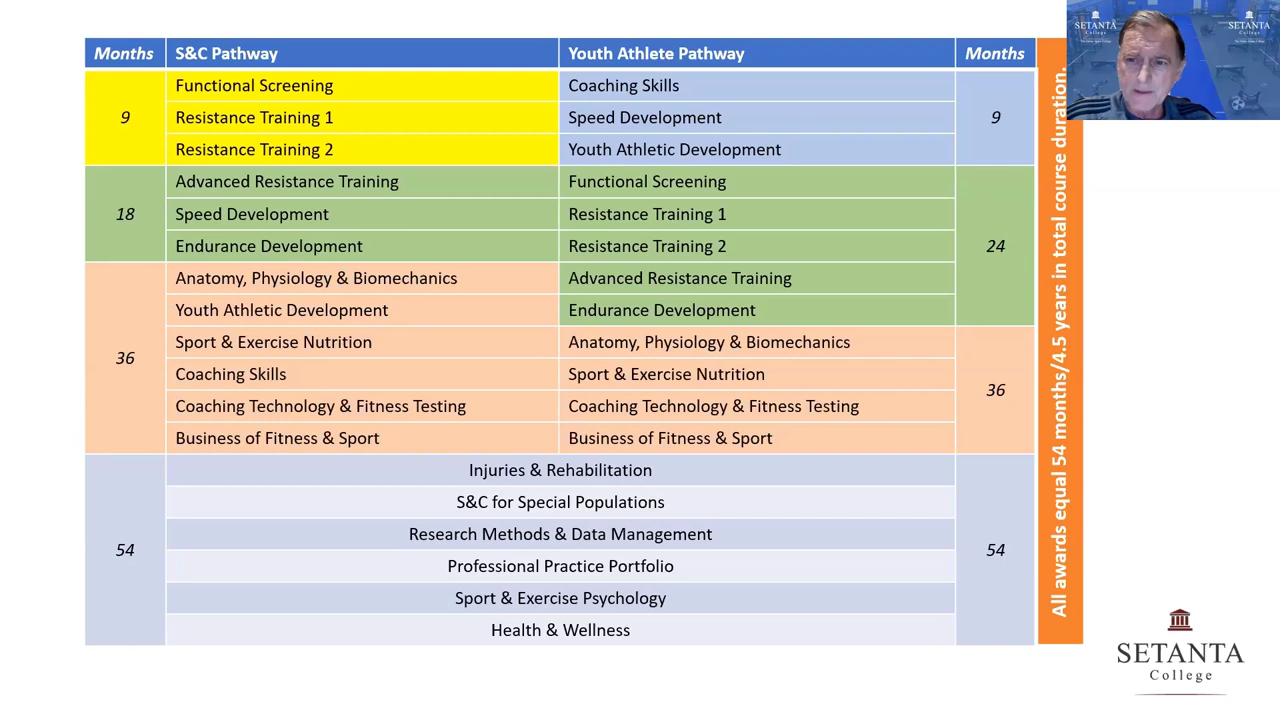 Months S&C Pathway Youth Athlete Pathway Months
Functional Screening Coaching Skills
9 Resistance Training 1 Speed Development 9
Resistance Training 2 Youth Athletic Development
Advanced Resistance Training Functional Screening
18 Speed Development Resistance Training 1
Endurance Development Resistance Training 2 24
Anatomy, Physiology & Biomechanics Advanced Resistance Training
Youth Athletic Development Endurance Development
Sport & Exercise Nutrition Anatomy, Physiology & Biomechanics
36
Coaching Skills Sport & Exercise Nutrition
36
Coaching Technology & Fitness Testing Coaching Technology & Fitness Testing
Business of Fitness & Sport Business of Fitness & Sport
Injuries & Rehabilitation
S&C for Special Populations
Research Methods & Data Management
54 54
Professional Practice Portfolio
Sport & Exercise Psychology
Health & Wellness
All awards equal 54 months/4.5 years in total course duration.
SETANTA
College
SETANTA
College
SETANTA
College